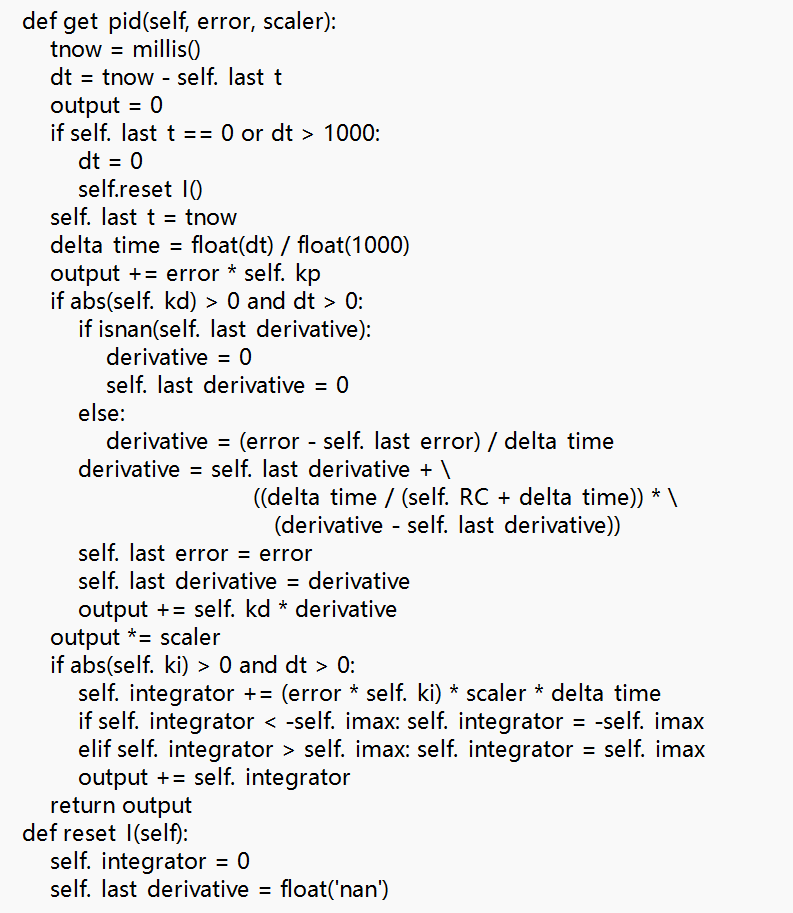 def get pid(self, error, scaler):
tnow = millis()
dt = tnow - self. last t
output = 0
if self. last t == 0 or dt > 1000:
dt = 0
self.reset I()
self. last t = tnow
delta time = float(dt) / float(1000)
output += error * self. kp
if abs(self. kd) > 0 and dt > 0:
if isnan(self. last derivative):
derivative = 0
self. last derivative = 0
else:
derivative = (error - self. last error) / delta time
derivative = self. last derivative + \
((delta time / (self. RC + delta time)) * \
(derivative - self. last derivative))
self. last error = error
self. last derivative = derivative
output += self. kd * derivative
output *= scaler
if abs(self. ki) > 0 and dt > 0:
self. integrator += (error * self. ki) * scaler * delta time
if self. integrator < -self. imax: self. integrator = -self. imax
elif self. integrator > self. imax: self. integrator = self. imax
output += self. integrator
return output
def reset I(self):
self. integrator = 0
self. last derivative = float('nan')